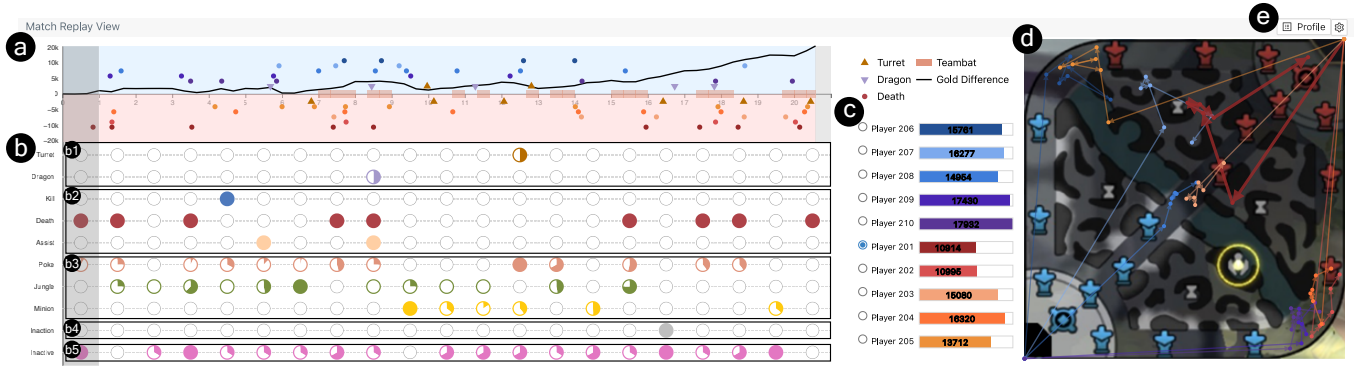 Match Replay View
e
Profile
a
20k
10k
5k
3
-5k
-10k
-20k
0 1 2 3 4 5 6 7 8 9 10 11 12 13 14 15 16 17 18 19 20
Turret
Teambat
Dragon
Gold Difference
Death
c
Player 206 15761
Player 207 16277
Player 208 14954
Player 209 17430
Player 210 17932
Player 201 10914
Player 202 10995
Player 203 15080
Player 204 16320
Player 205 13712
d
b
b1
Turret
Dragon
b2
Kill
Death
Assist
b3
Poke
Jungle
Minion
b4
Inaction
b5
Inactive